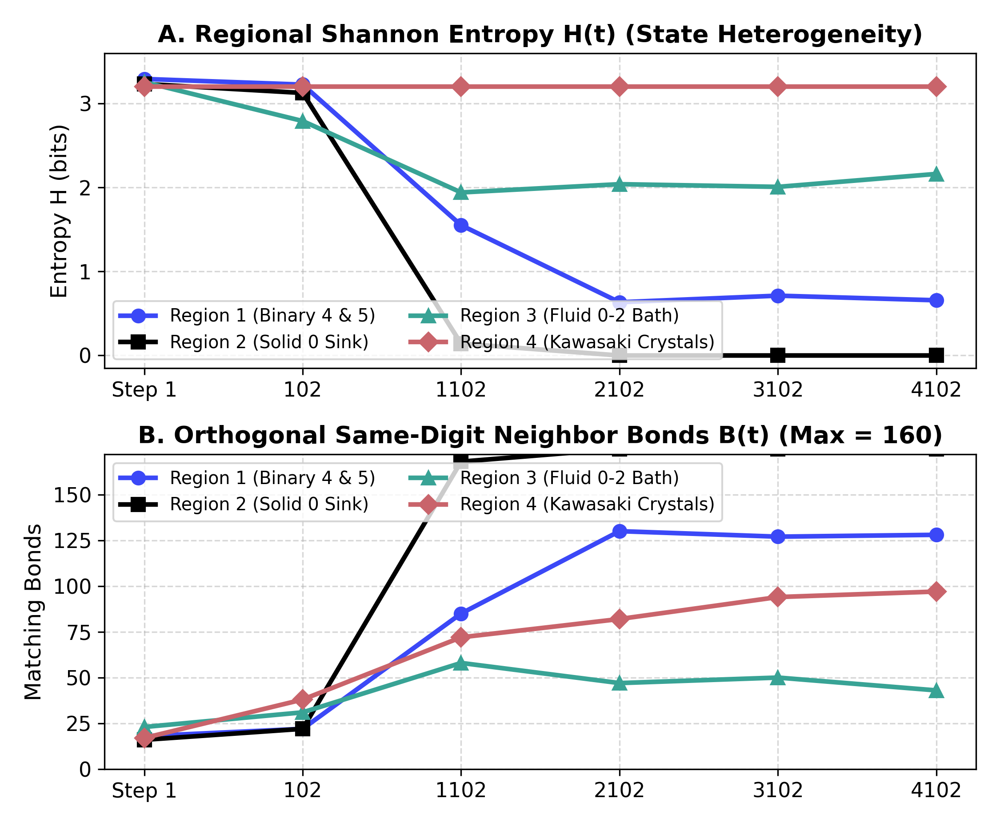 A. Regional Shannon Entropy H(t) (State Heterogeneity)
Entropy H (bits)
3
2
1
0
Region 1 (Binary 4 & 5)
Region 2 (Solid 0 Sink)
Region 3 (Fluid 0-2 Bath)
Region 4 (Kawasaki Crystals)
Step 1 102 1102 2102 3102 4102
B. Orthogonal Same-Digit Neighbor Bonds B(t) (Max = 160)
Matching Bonds
150
125
100
75
50
25
0
Region 1 (Binary 4 & 5)
Region 2 (Solid 0 Sink)
Region 3 (Fluid 0-2 Bath)
Region 4 (Kawasaki Crystals)
Step 1 102 1102 2102 3102 4102